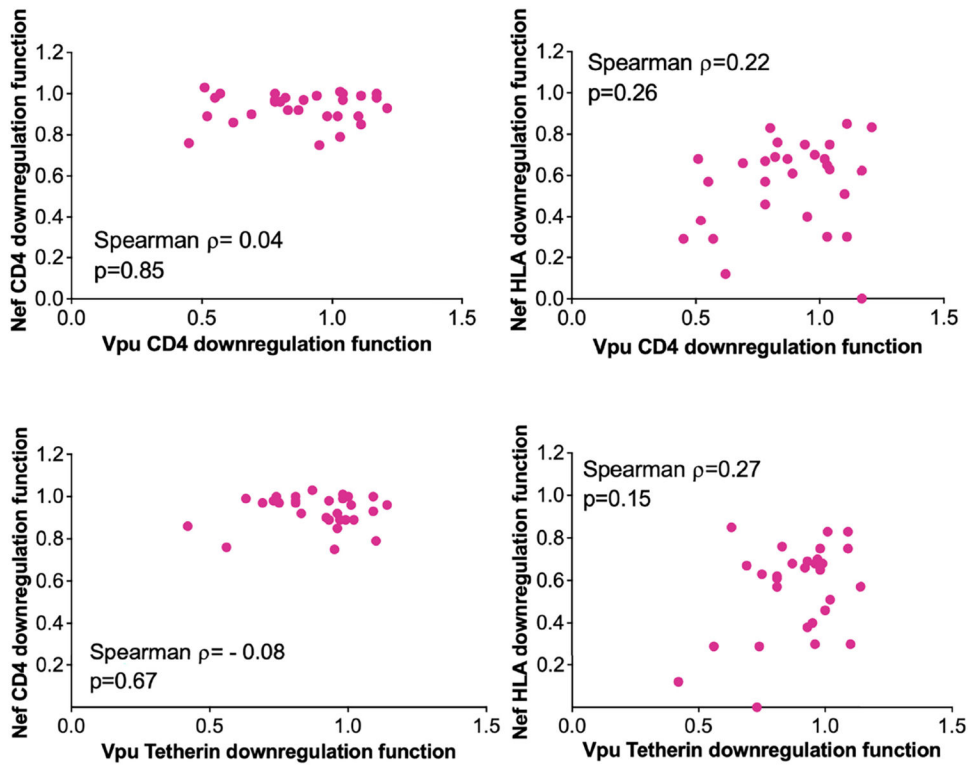 Nef CD4 downregulation function
1.2
1.0
0.8
0.6
0.4
0.2
0.0
Spearman ρ= 0.04
p=0.85
0.0 0.5 1.0 1.5
Vpu CD4 downregulation function
Nef HLA downregulation function
1.2
1.0
0.8
0.6
0.4
0.2
0.0
Spearman ρ=0.22
p=0.26
0.0 0.5 1.0 1.5
Vpu CD4 downregulation function
Nef CD4 downregulation function
1.2
1.0
0.8
0.6
0.4
0.2
Spearman ρ= - 0.08
p=0.67
0.0 0.5 1.0 1.5
Vpu Tetherin downregulation function
Nef HLA downregulation function
1.2
1.0
0.8
0.6
0.4
0.2
Spearman ρ=0.27
p=0.15
0.0 0.5 1.0 1.5
Vpu Tetherin downregulation function